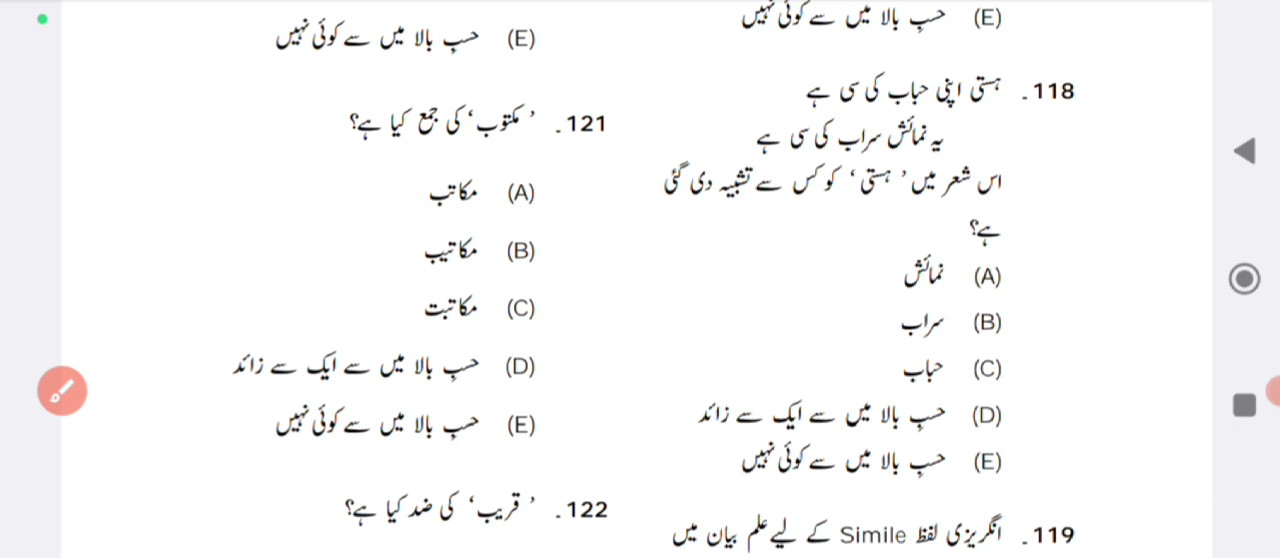 (E) حسبِ بالا میں سے کوئی نہیں
118۔ ہستی اپنی حباب کی سی ہے
یہ نمائش سراب کی سی ہے
اس شعر میں ’ہستی‘ کو کس سے تشبیہ دی گئی
ہے؟
(A) نمائش
(B) سراب
(C) حباب
(D) حسبِ بالا میں سے ایک سے زائد
(E) حسبِ بالا میں سے کوئی نہیں
119۔ انگریزی لفظ Simile کے لیے علم بیان میں
(E) حسبِ بالا میں سے کوئی نہیں
121۔ ’مکتوب‘ کی جمع کیا ہے؟
(A) مکاتب
(B) مکاتیب
(C) مکاتبت
(D) حسبِ بالا میں سے ایک سے زائد
(E) حسبِ بالا میں سے کوئی نہیں
122۔ ’قریب‘ کی ضد کیا ہے؟